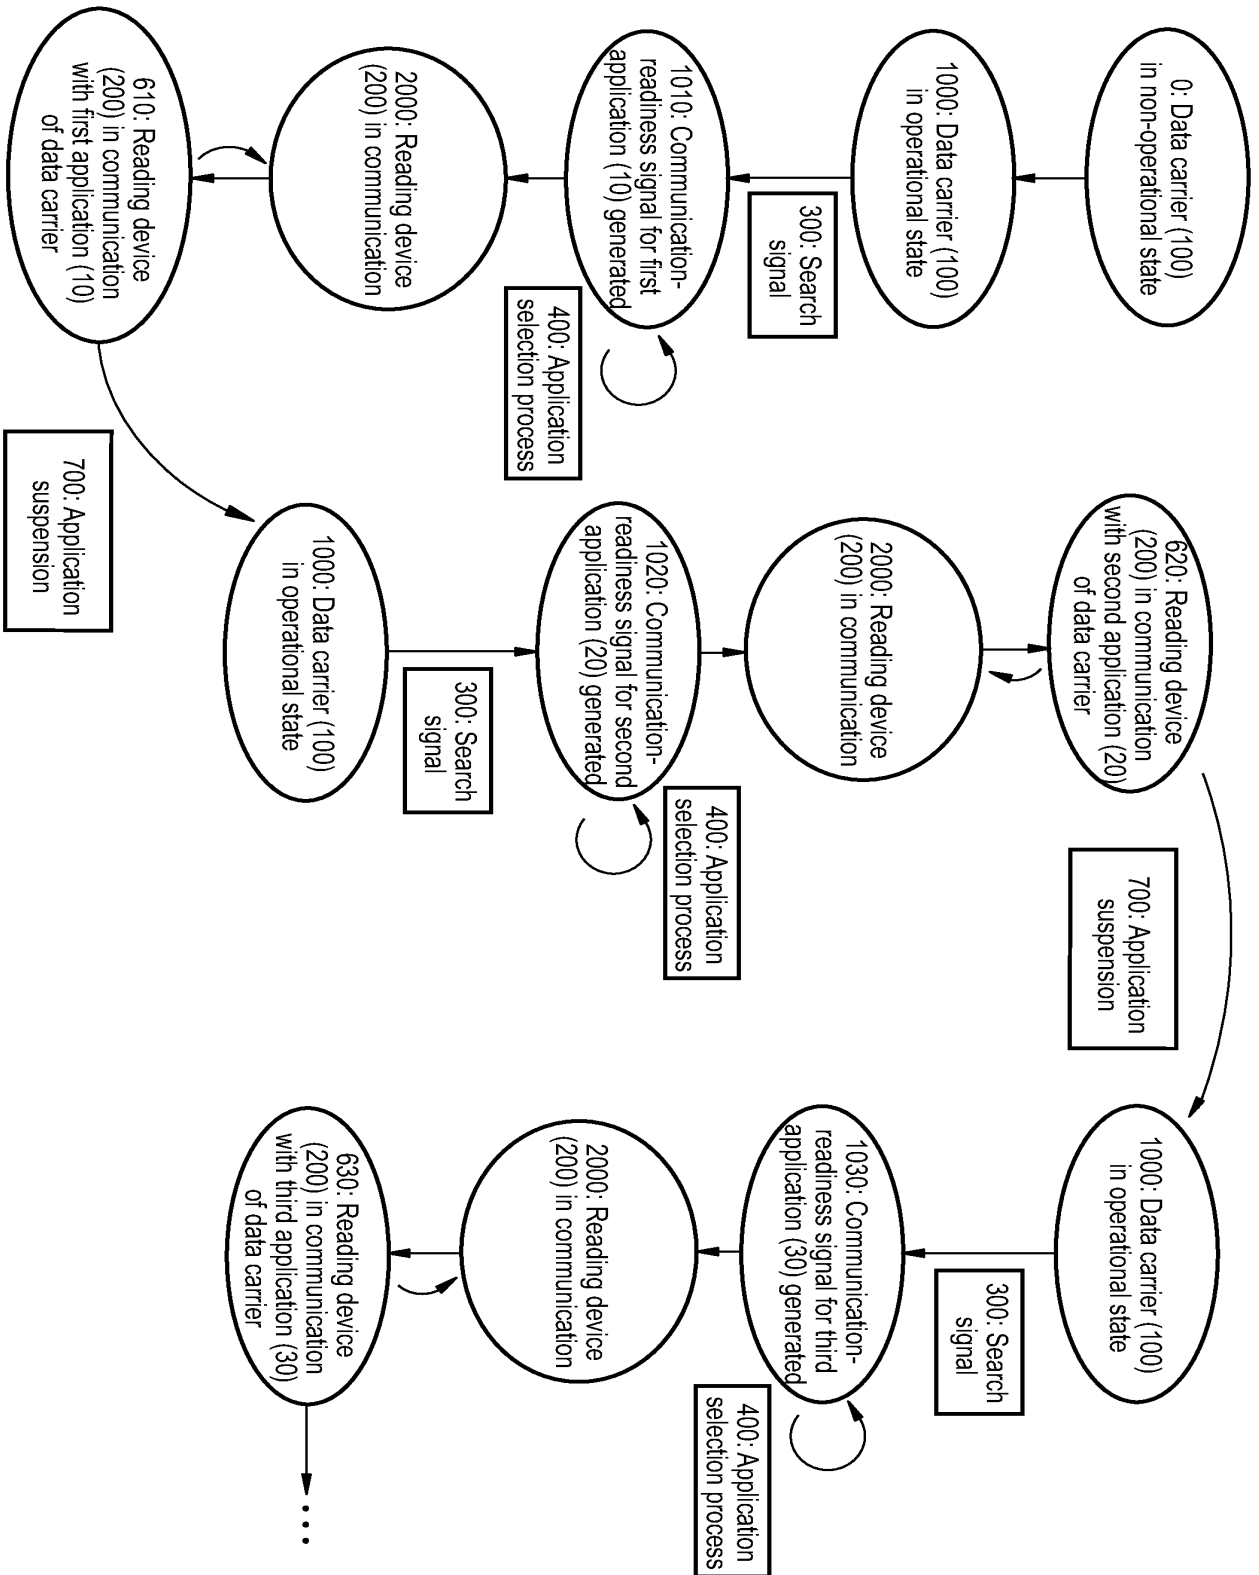 0: Data carrier (100)
in non-operational state
1000: Data carrier (100)
in operational state
300: Search
signal
1010: Communication-
readiness signal for first
application (10) generated
400: Application
selection process
2000: Reading device
(200) in communication
610: Reading device
(200) in communication
with first application (10)
of data carrier
700: Application
suspension
1000: Data carrier (100)
in operational state
300: Search
signal
1020: Communication-
readiness signal for second
application (20) generated
400: Application
selection process
2000: Reading device
(200) in communication
620: Reading device
(200) in communication
with second application (20)
of data carrier
700: Application
suspension
1000: Data carrier (100)
in operational state
300: Search
signal
1030: Communication-
readiness signal for third
application (30) generated
400: Application
selection process
2000: Reading device
(200) in communication
630: Reading device
(200) in communication
with third application (30)
of data carrier
...